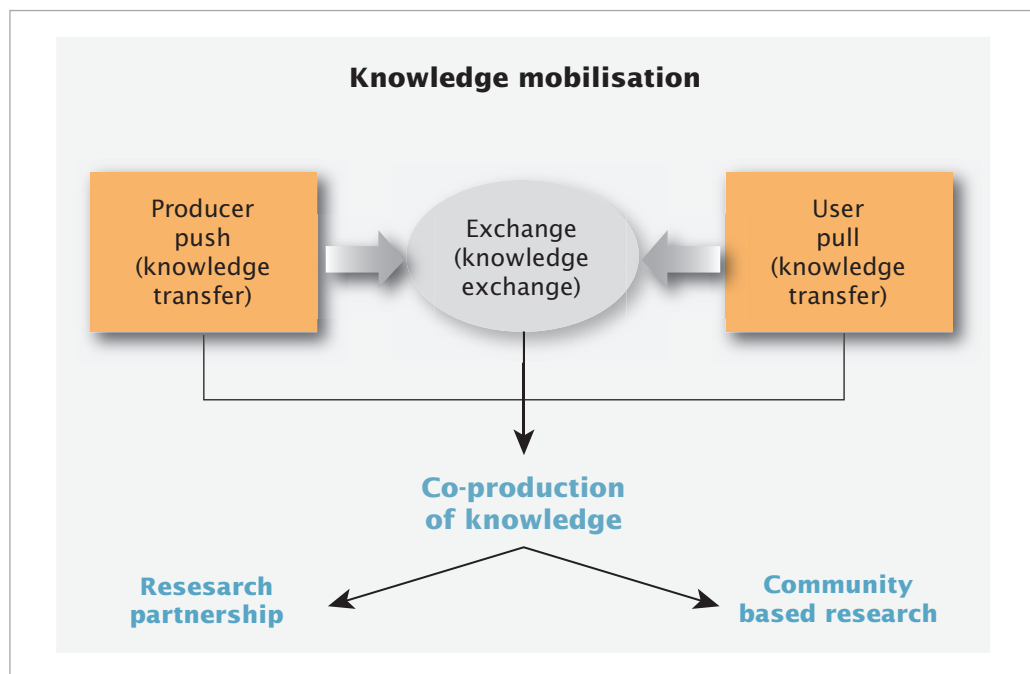 Knowledge mobilisation
Producer
push
(knowledge
transfer)
Exchange
(knowledge
exchange)
User
pull
(knowledge
transfer)
Co-production
of knowledge
Resesarch
partnership
Community
based research